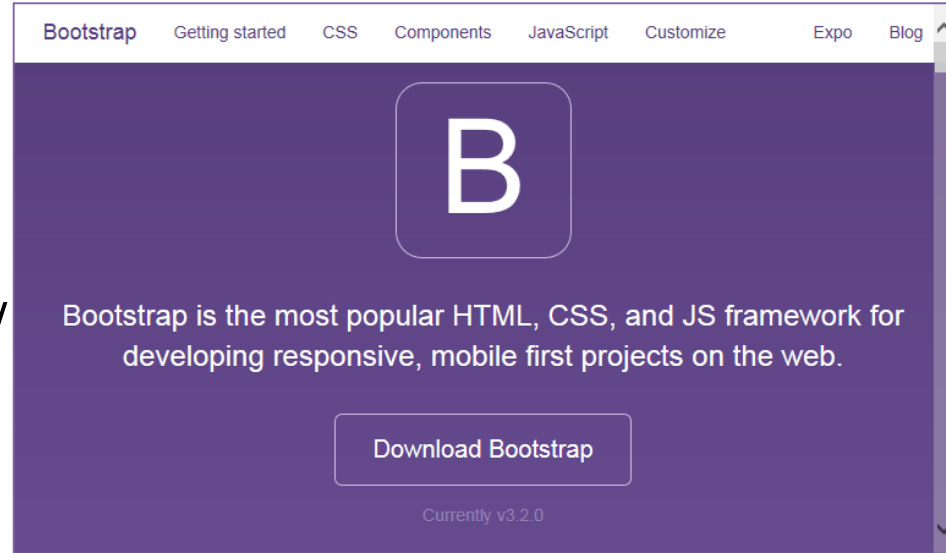 Bootstrap Getting started CSS Components JavaScript Customize Expo Blog
B
Bootstrap is the most popular HTML, CSS, and JS framework for
developing responsive, mobile first projects on the web.
Download Bootstrap
Currently v3.2.0